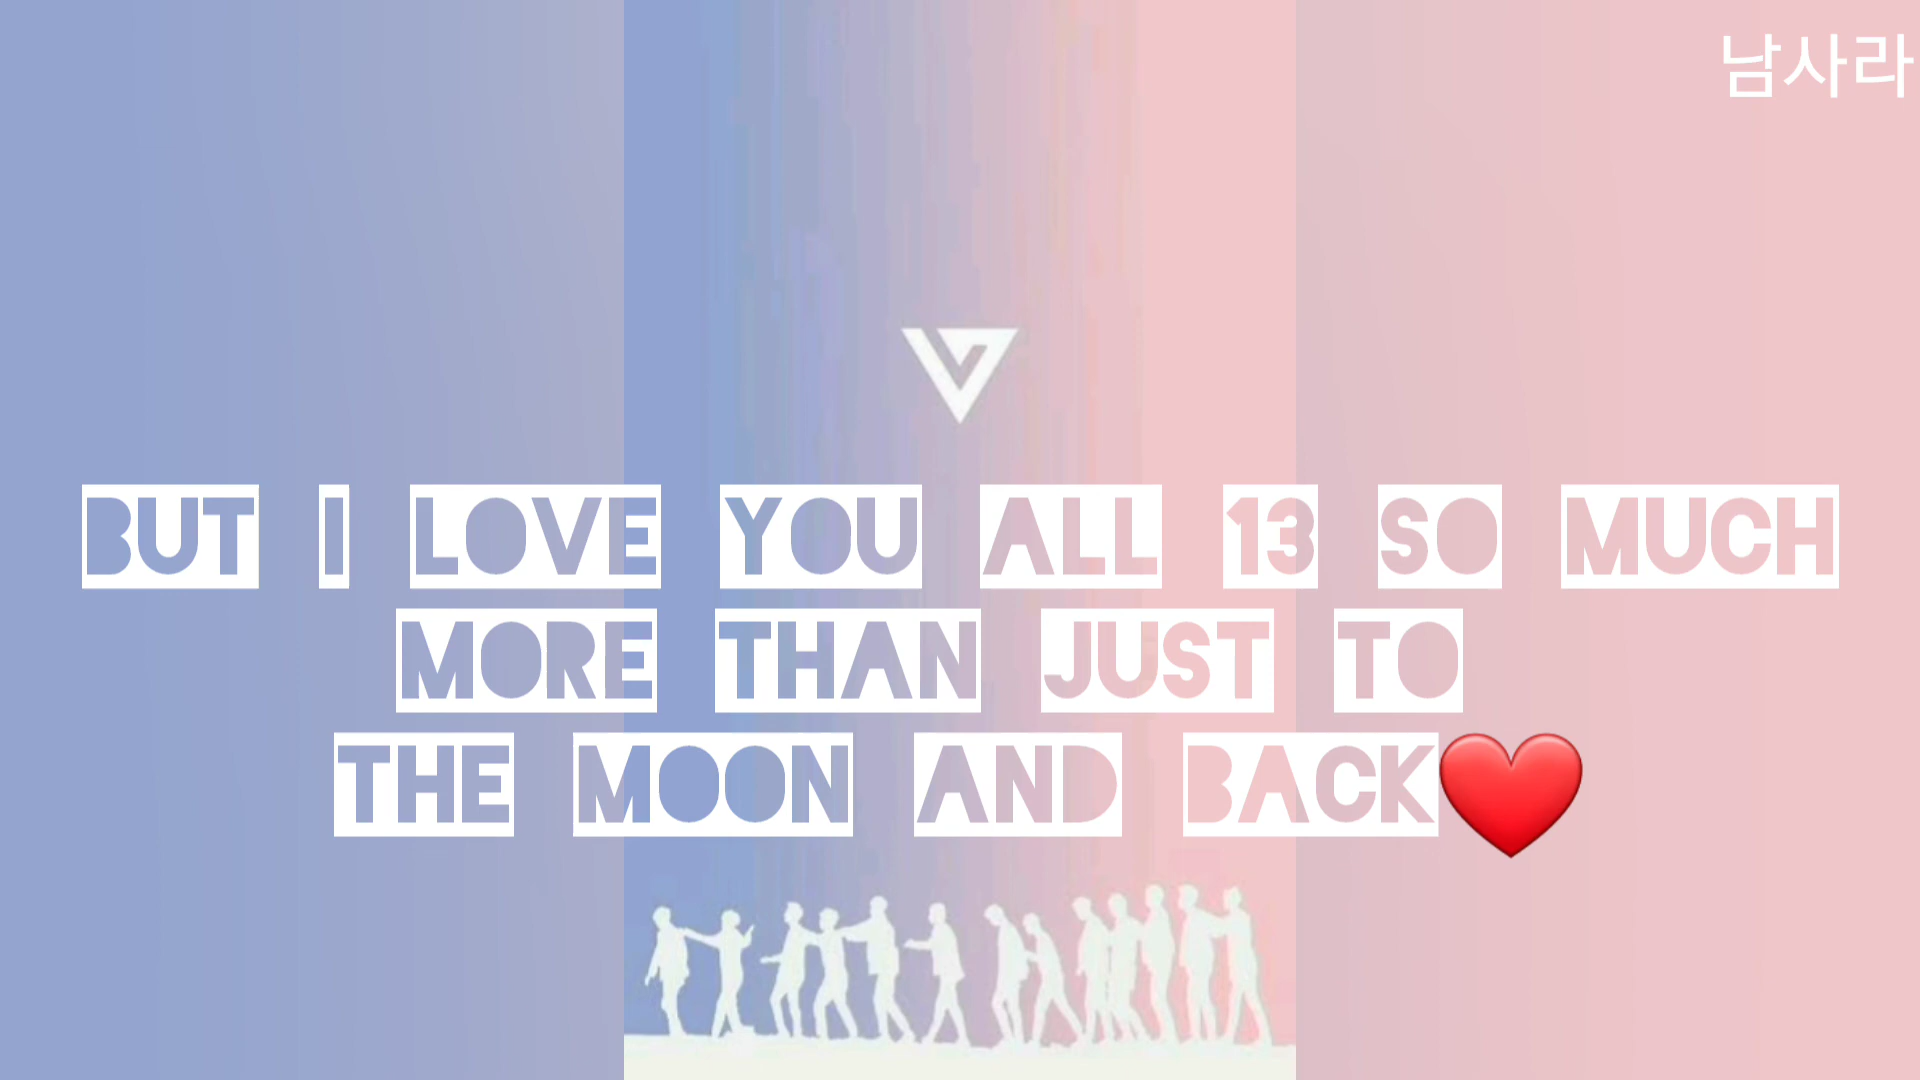 남사라
BUT I LOVE YOU ALL 13 SO MUCH
MORE THAN JUST TO
THE MOON AND BACK❤️